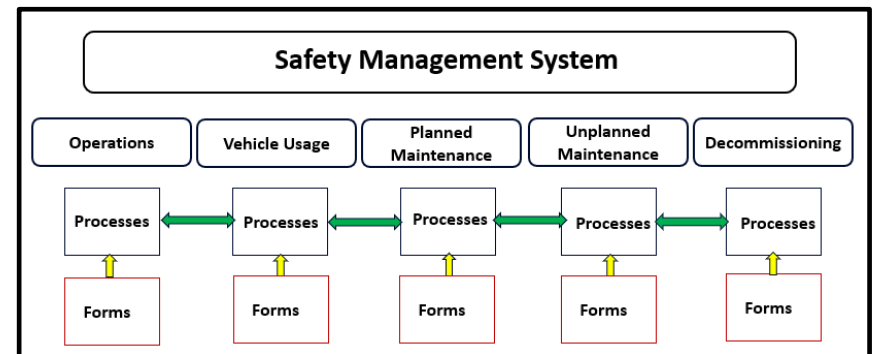 Safety Management System
Operations
Vehicle Usage
Planned
Maintenance
Unplanned
Maintenance
Decommissioning
Processes
Processes
Processes
Processes
Processes
Forms
Forms
Forms
Forms
Forms